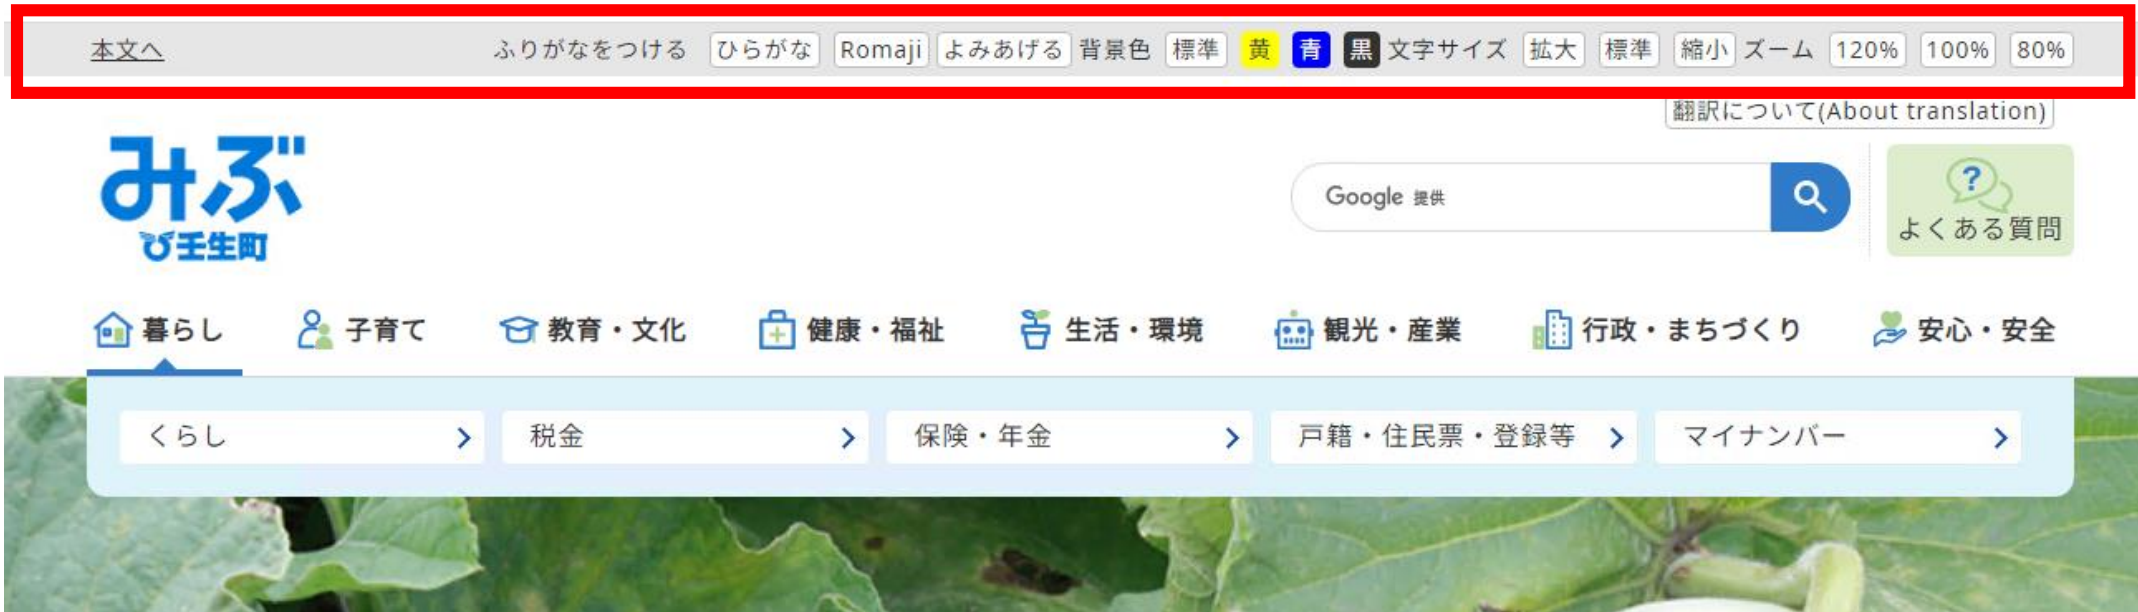 本文へ ふりがなをつける ひらがな Romaji よみあげる 背景色 標準 黄 青 黒 文字サイズ 拡大 標準 縮小 ズーム 120% 100% 80%
翻訳について(About translation)
みぶ
び壬生町
Google 提供
?
よくある質問
暮らし 子育て 教育・文化 健康・福祉 生活・環境 観光・産業 行政・まちづくり 安心・安全
くらし 税金 保険・年金 戸籍・住民票・登録等 マイナンバー